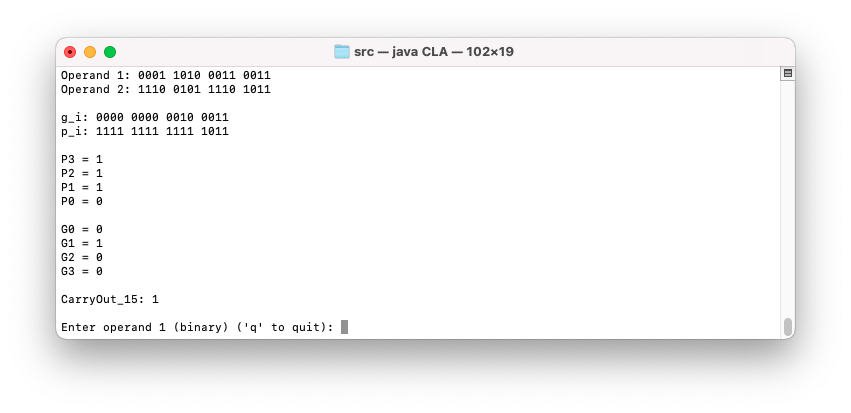 src — java CLA — 102×19
Operand 1: 0001 1010 0011 0011
Operand 2: 1110 0101 1110 1011
g_i: 0000 0000 0010 0011
p_i: 1111 1111 1111 1011
P3 = 1
P2 = 1
P1 = 1
P0 = 0
G0 = 0
G1 = 1
G2 = 0
G3 = 0
CarryOut_15: 1
Enter operand 1 (binary) ('q' to quit):